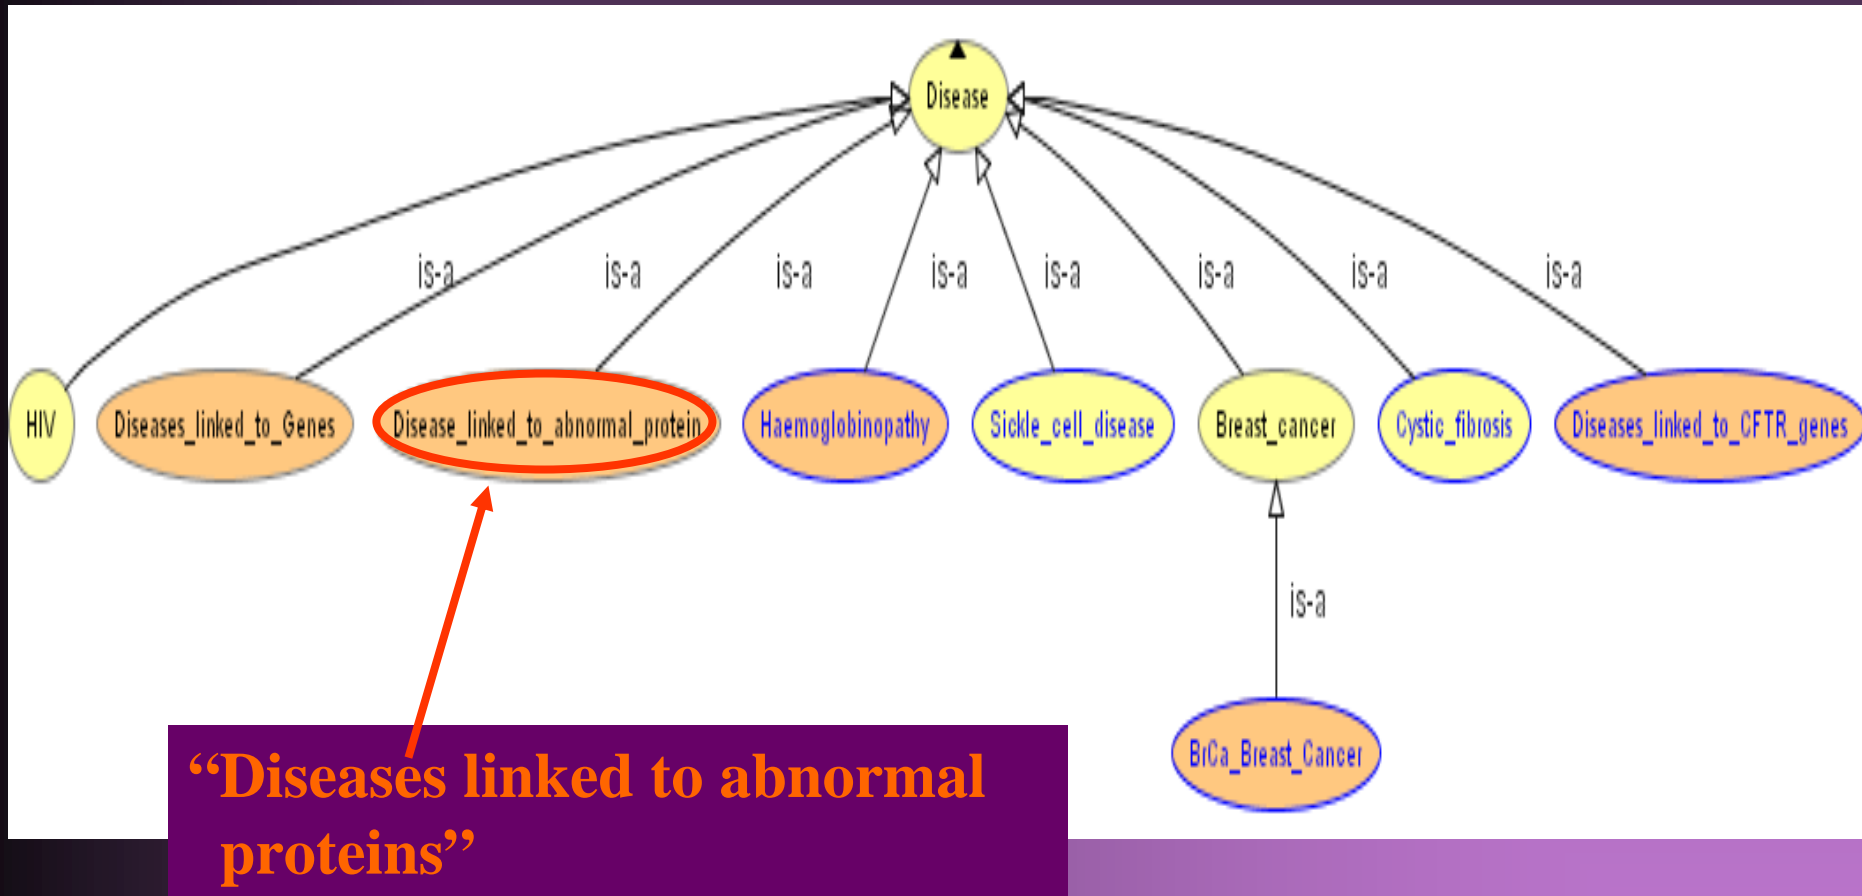 Disease
is-a is-a is-a is-a is-a is-a is-a is-a
HIV Diseases_linked_to_Genes Disease_linked_to_abnormal_protein Haemoglobinopathy Sickle_cell_disease Breast_cancer Cystic_fibrosis Diseases_linked_to_CFTR_genes
is-a
BrCa_Breast_Cancer
“Diseases linked to abnormal
proteins”